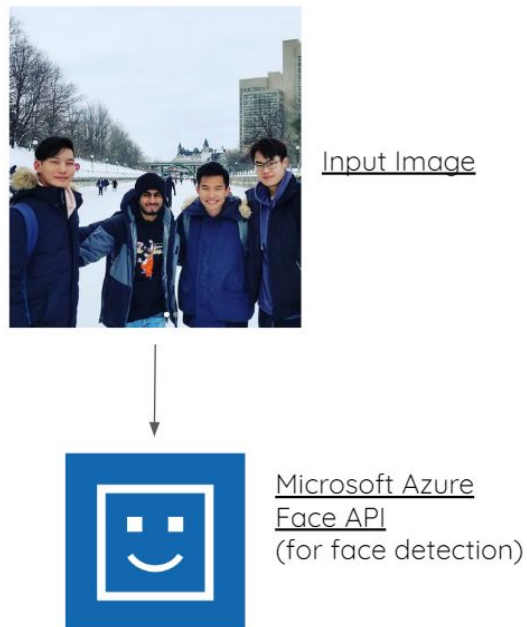 Input Image
Microsoft Azure
Face API
(for face detection)